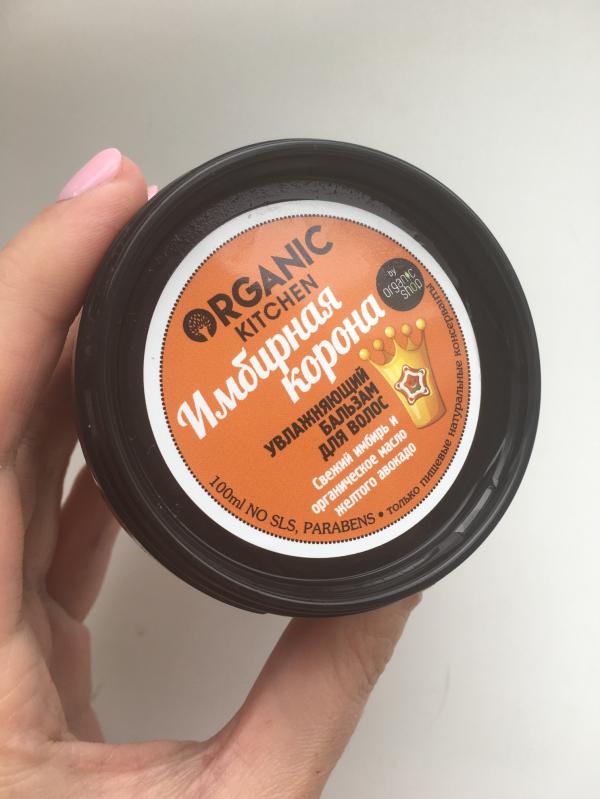 ORGANIC
KITCHEN
by
organic
shop
Имбирная
корона
УВЛАЖНЯЮЩИЙ
БАЛЬЗАМ
ДЛЯ ВОЛОС
Свежий имбирь и
органическое масло
желтого авокадо
100ml NO SLS, PARABENS • только пищевые натуральные консерванты